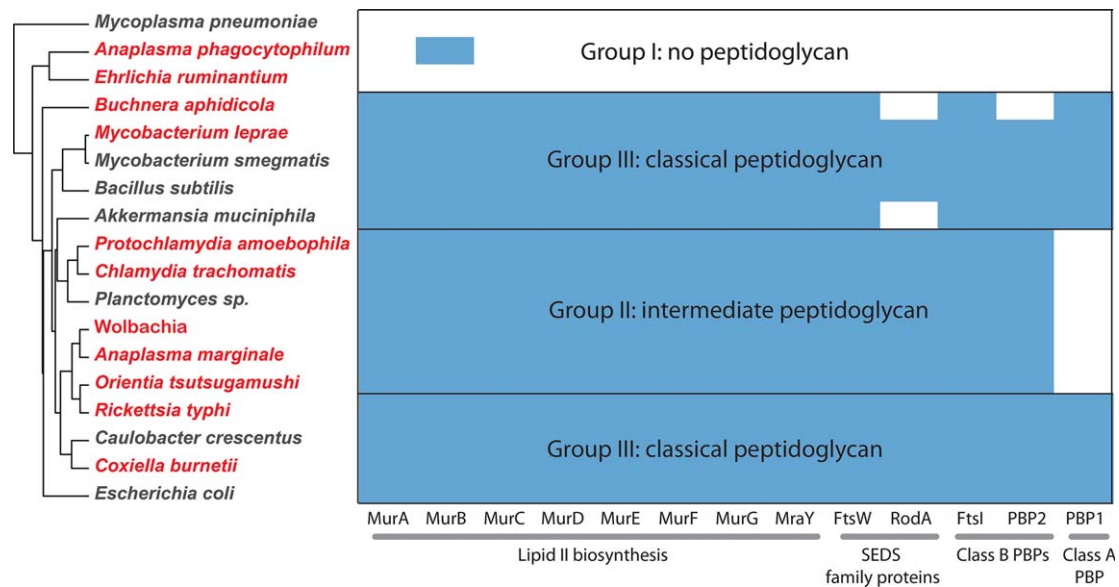 Mycoplasma pneumoniae
Anaplasma phagocytophilum
Ehrlichia ruminantium
Buchnera aphidicola
Mycobacterium leprae
Mycobacterium smegmatis
Bacillus subtilis
Akkermansia muciniphila
Protochlamydia amoebophila
Chlamydia trachomatis
Planctomyces sp.
Wolbachia
Anaplasma marginale
Orientia tsutsugamushi
Rickettsia typhi
Caulobacter crescentus
Coxiella burnetii
Escherichia coli
Group I: no peptidoglycan
Group III: classical peptidoglycan
Group II: intermediate peptidoglycan
Group III: classical peptidoglycan
MurA MurB MurC MurD MurE MurF MurG MraY FtsW RodA FtsI PBP2 PBP1
Lipid II biosynthesis
SEDS
family proteins
Class B PBPs
Class A
PBP